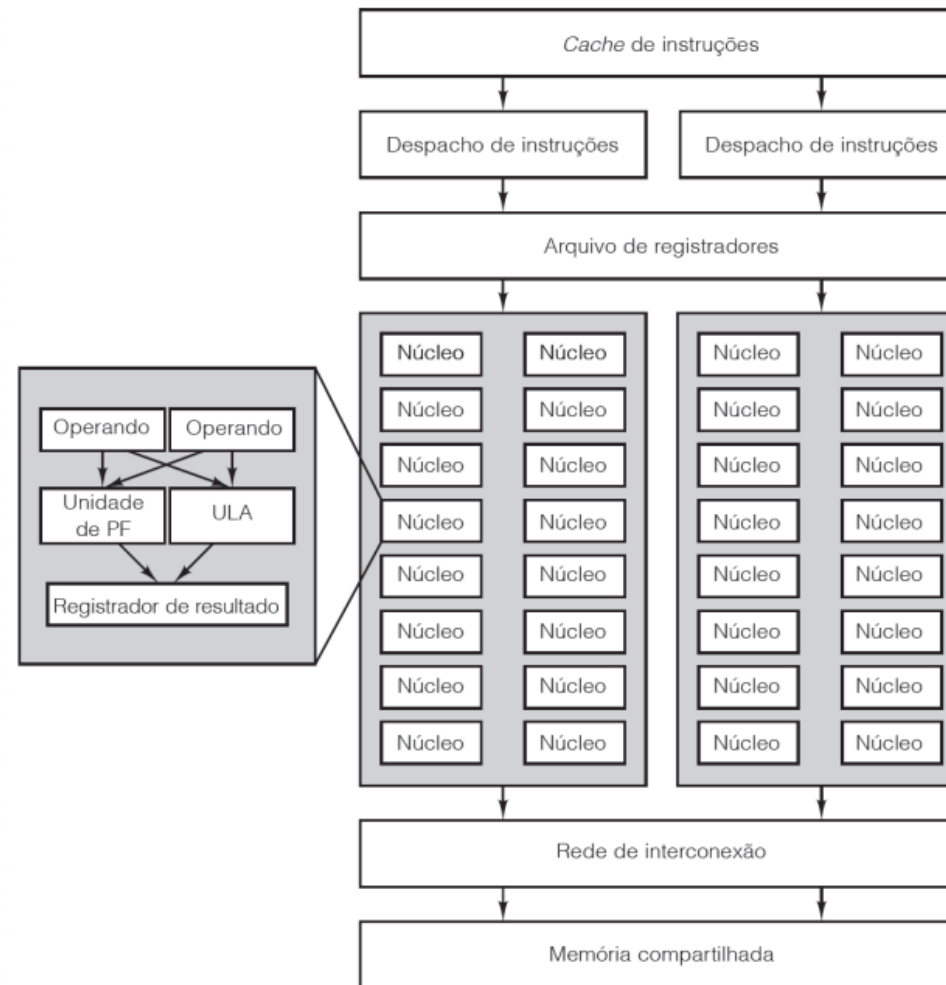 Cache de instruções
Despacho de instruções
Despacho de instruções
Arquivo de registradores
Núcleo Núcleo Núcleo Núcleo
Núcleo Núcleo Núcleo Núcleo
Núcleo Núcleo Núcleo Núcleo
Núcleo Núcleo Núcleo Núcleo
Núcleo Núcleo Núcleo Núcleo
Núcleo Núcleo Núcleo Núcleo
Núcleo Núcleo Núcleo Núcleo
Núcleo Núcleo Núcleo Núcleo
Operando Operando
Unidade
de PF
ULA
Registrador de resultado
Rede de interconexão
Memória compartilhada